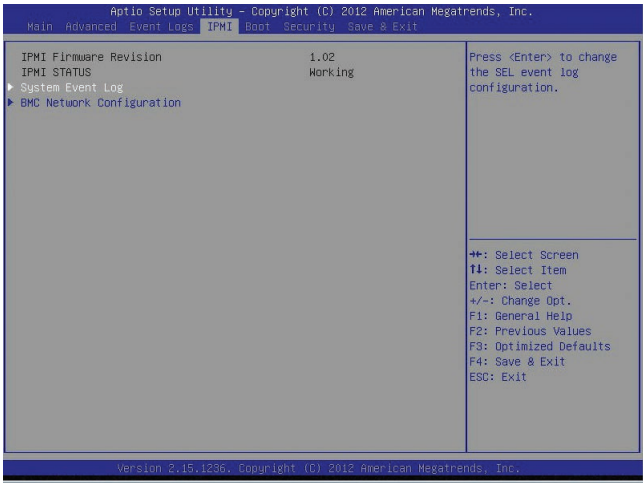 Aptio Setup Utility - Copyright (C) 2012 American Megatrends, Inc.
Main Advanced Event Logs IPMI Boot Security Save & Exit
IPMI Firmware Revision 1.02
IPMI STATUS Working
System Event Log
BMC Network Configuration
Press <Enter> to change
the SEL event log
configuration.
→←: Select Screen
↑↓: Select Item
Enter: Select
+/-: Change Opt.
F1: General Help
F2: Previous Values
F3: Optimized Defaults
F4: Save & Exit
ESC: Exit
Version 2.15.1236. Copyright (C) 2012 American Megatrends, Inc.